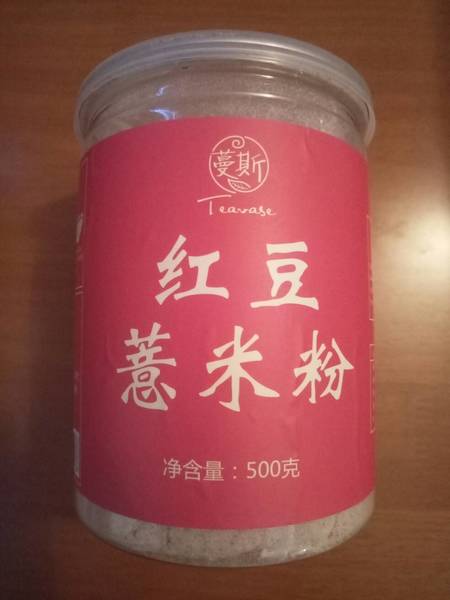 蔓斯
Teavase
红豆
薏米粉
净含量：500克